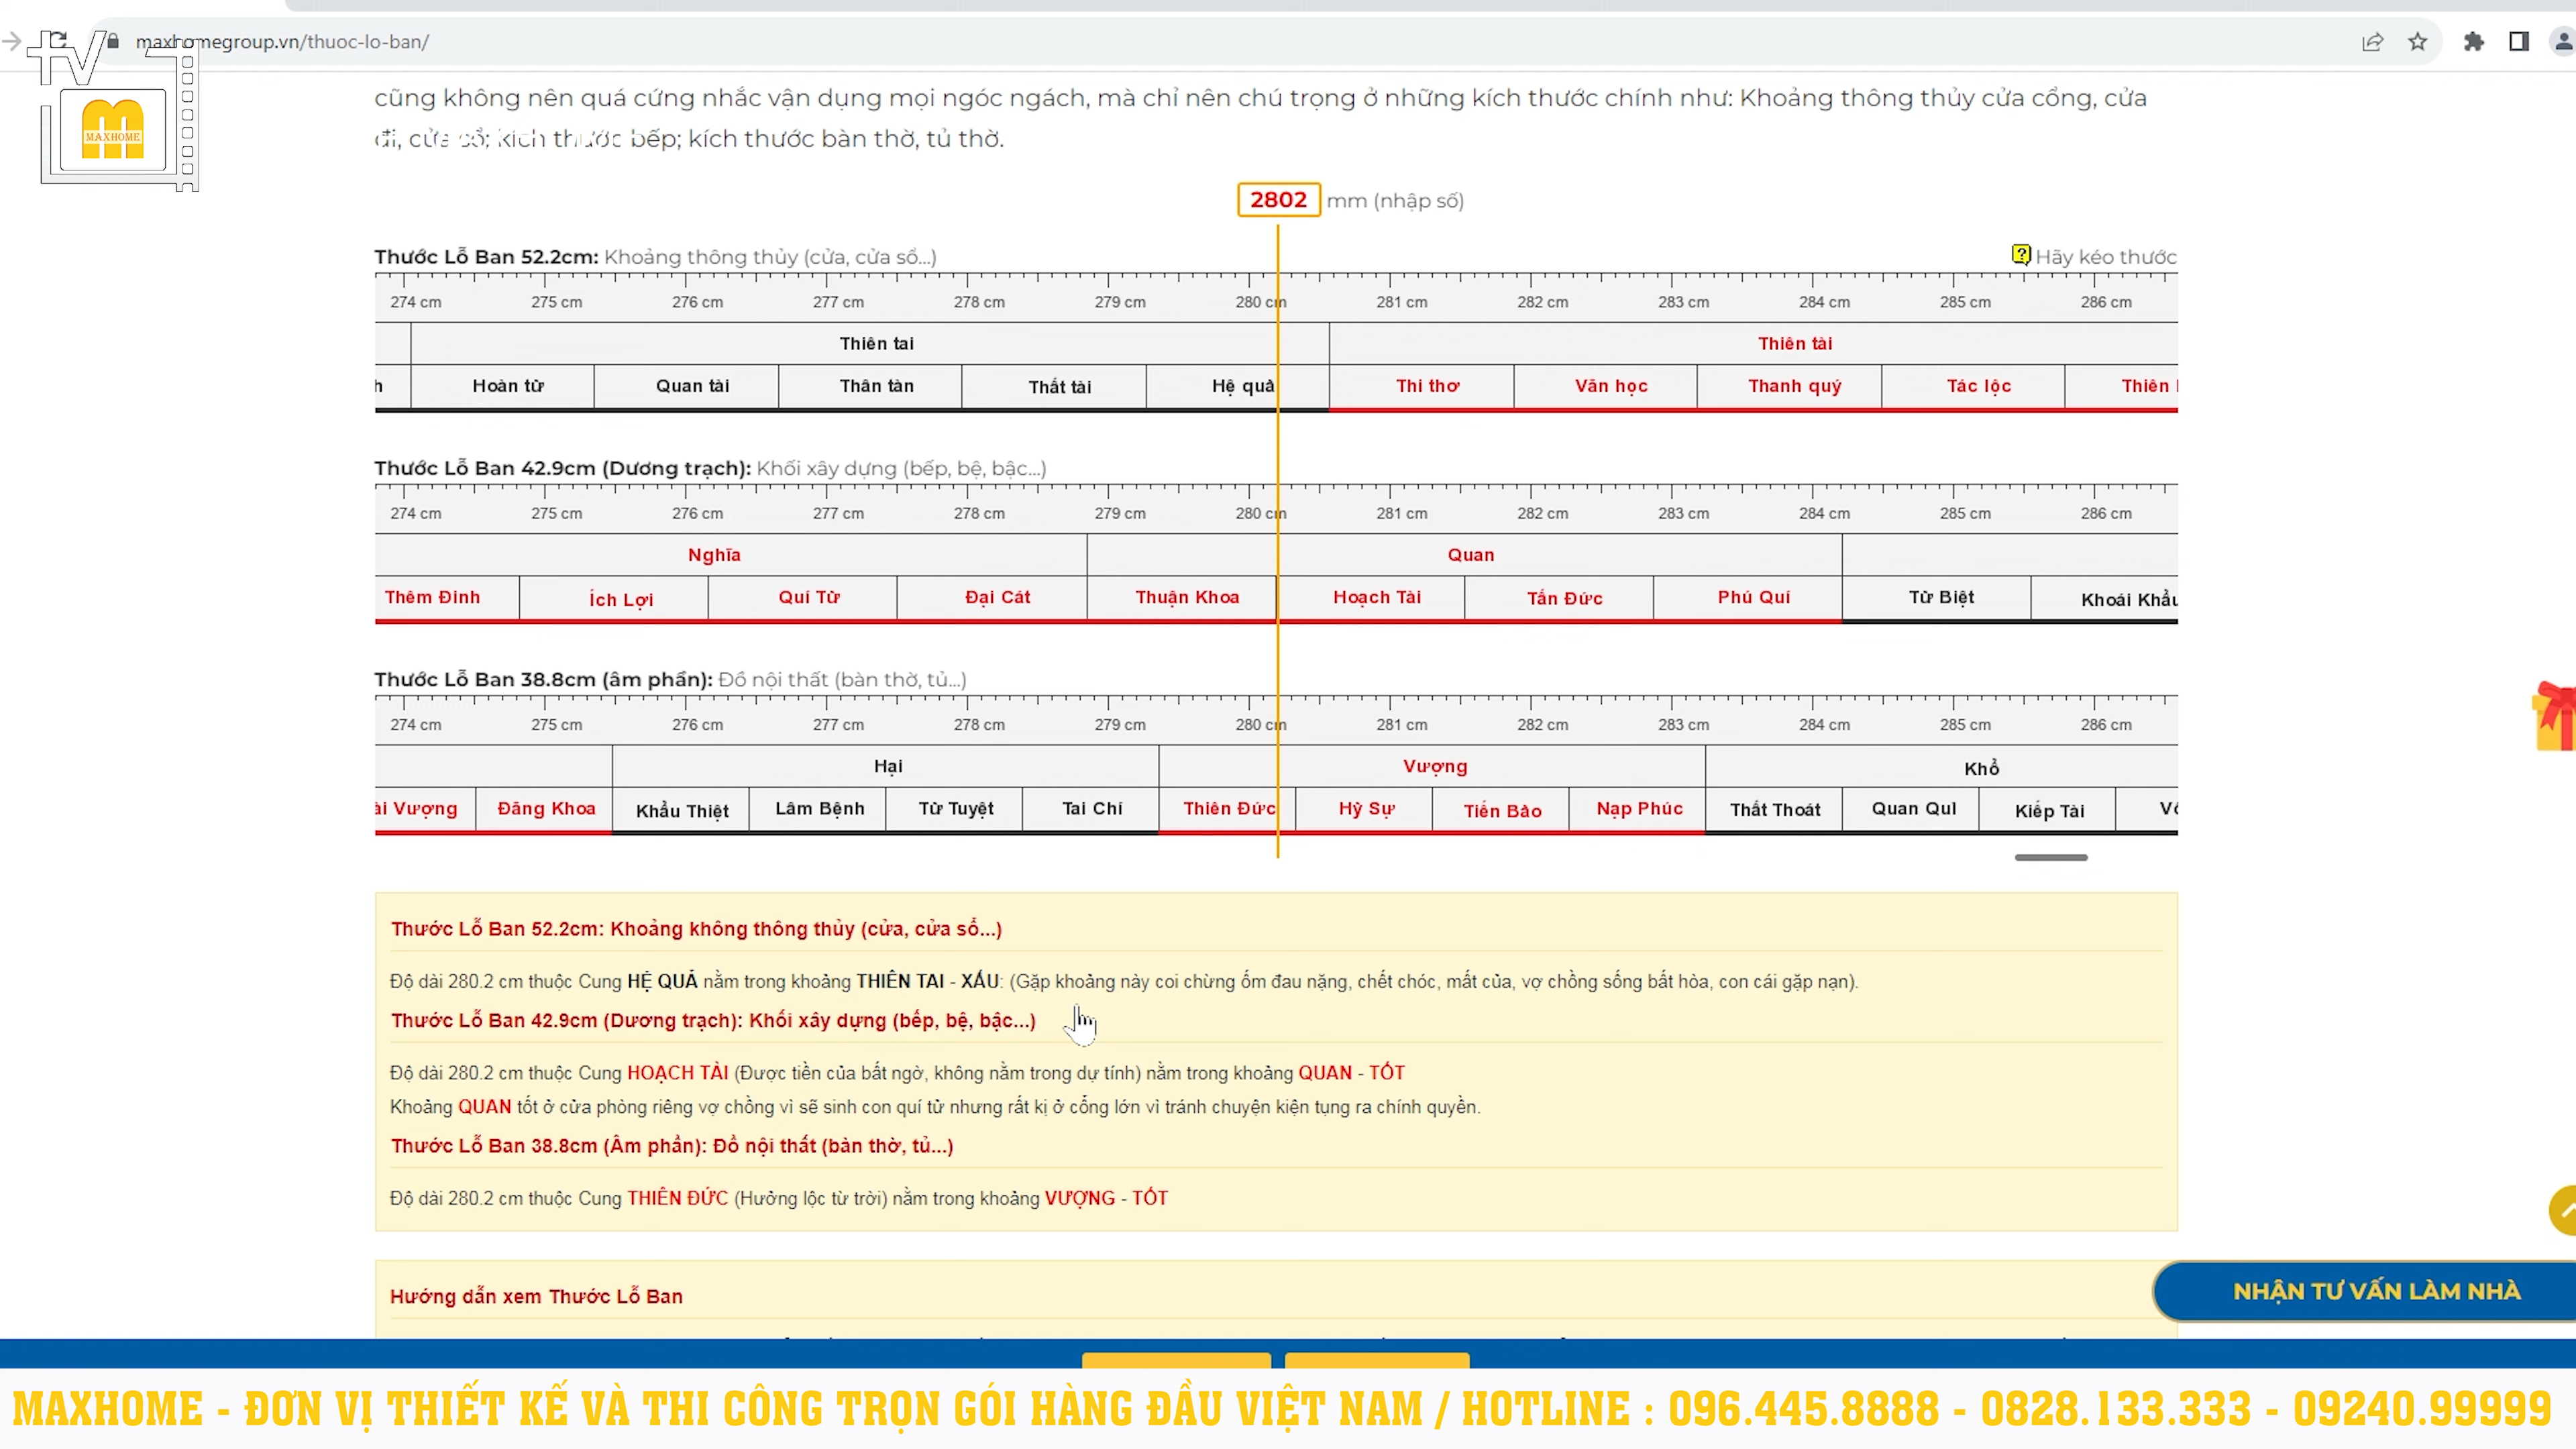 maxhomegroup.vn/thuoc-lo-ban/
TV
MAXHOME
cũng không nên quá cứng nhắc vận dụng mọi ngóc ngách, mà chỉ nên chú trọng ở những kích thước chính như: Khoảng thông thủy cửa cổng, cửa
đi, cửa sổ; kích thước bếp; kích thước bàn thờ, tủ thờ.
2802 mm (nhập số)
Thước Lỗ Ban 52.2cm: Khoảng thông thủy (cửa, cửa sổ...)
? Hãy kéo thước
274 cm 275 cm 276 cm 277 cm 278 cm 279 cm 280 cm 281 cm 282 cm 283 cm 284 cm 285 cm 286 cm
Thiên tai Thiên tài
h Hoàn tử Quan tài Thân tàn Thất tài Hệ quả Thi thơ Văn học Thanh quý Tác lộc Thiên
Thước Lỗ Ban 42.9cm (Dương trạch): Khối xây dựng (bếp, bệ, bậc...)
274 cm 275 cm 276 cm 277 cm 278 cm 279 cm 280 cm 281 cm 282 cm 283 cm 284 cm 285 cm 286 cm
Nghĩa Quan
Thêm Đinh Ích Lợi Quí Tử Đại Cát Thuận Khoa Hoạch Tài Tấn Đức Phú Quí Tử Biệt Khoái Khẩu
Thước Lỗ Ban 38.8cm (âm phần): Đồ nội thất (bàn thờ, tủ...)
274 cm 275 cm 276 cm 277 cm 278 cm 279 cm 280 cm 281 cm 282 cm 283 cm 284 cm 285 cm 286 cm
Hại Vượng Khổ
ài Vượng Đăng Khoa Khẩu Thiệt Lâm Bệnh Tử Tuyệt Tai Chí Thiên Đức Hỷ Sự Tiến Bảo Nạp Phúc Thất Thoát Quan Quỉ Kiếp Tài
Thước Lỗ Ban 52.2cm: Khoảng không thông thủy (cửa, cửa sổ...)
Độ dài 280.2 cm thuộc Cung HỆ QUẢ nằm trong khoảng THIÊN TAI - XẤU: (Gặp khoảng này coi chừng ốm đau nặng, chết chóc, mất của, vợ chồng sống bất hòa, con cái gặp nạn).
Thước Lỗ Ban 42.9cm (Dương trạch): Khối xây dựng (bếp, bệ, bậc...)
Độ dài 280.2 cm thuộc Cung HOẠCH TÀI (Được tiền của bất ngờ, không nằm trong dự tính) nằm trong khoảng QUAN - TỐT
Khoảng QUAN tốt ở cửa phòng riêng vợ chồng vì sẽ sinh con quí tử nhưng rất kị ở cổng lớn vì tránh chuyện kiện tụng ra chính quyền.
Thước Lỗ Ban 38.8cm (Âm phần): Đồ nội thất (bàn thờ, tủ...)
Độ dài 280.2 cm thuộc Cung THIÊN ĐỨC (Hưởng lộc từ trời) nằm trong khoảng VƯỢNG - TỐT
NHẬN TƯ VẤN LÀM NHÀ
Hướng dẫn xem Thước Lỗ Ban
MAXHOME - ĐƠN VỊ THIẾT KẾ VÀ THI CÔNG TRỌN GÓI HÀNG ĐẦU VIỆT NAM / HOTLINE : 096.445.8888 - 0828.133.333 - 09240.99999